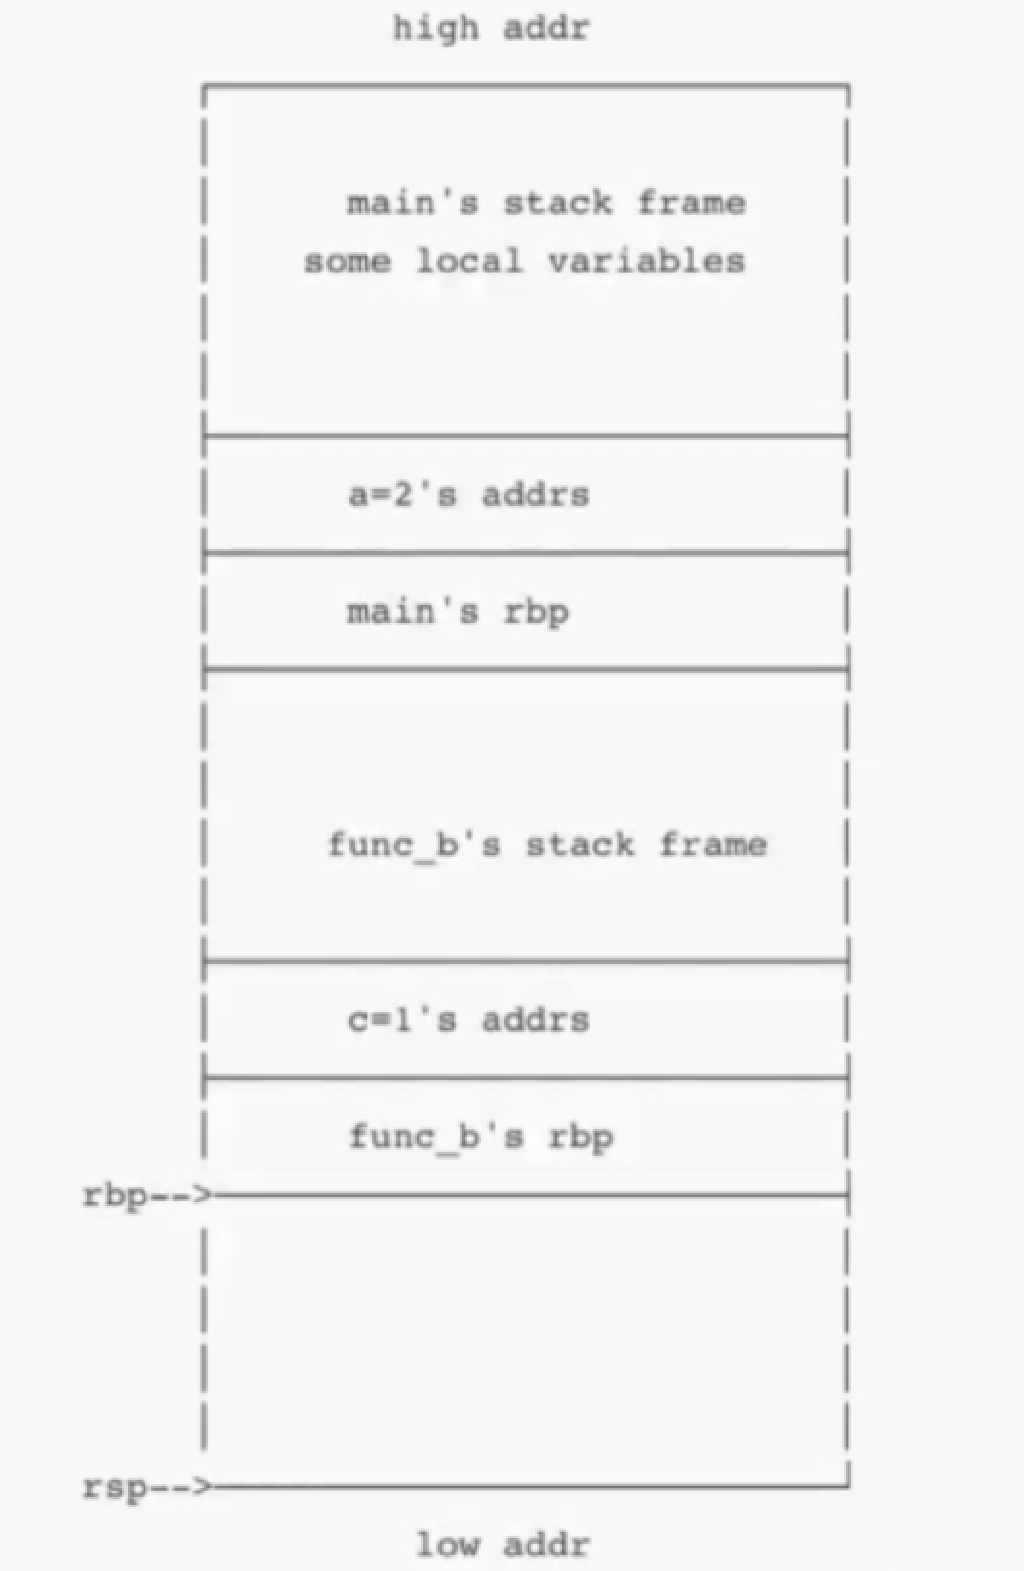 high addr
main's stack frame
some local variables
a=2's addrs
main's rbp
func_b's stack frame
c=1's addrs
func_b's rbp
rbp-->
rsp-->
low addr